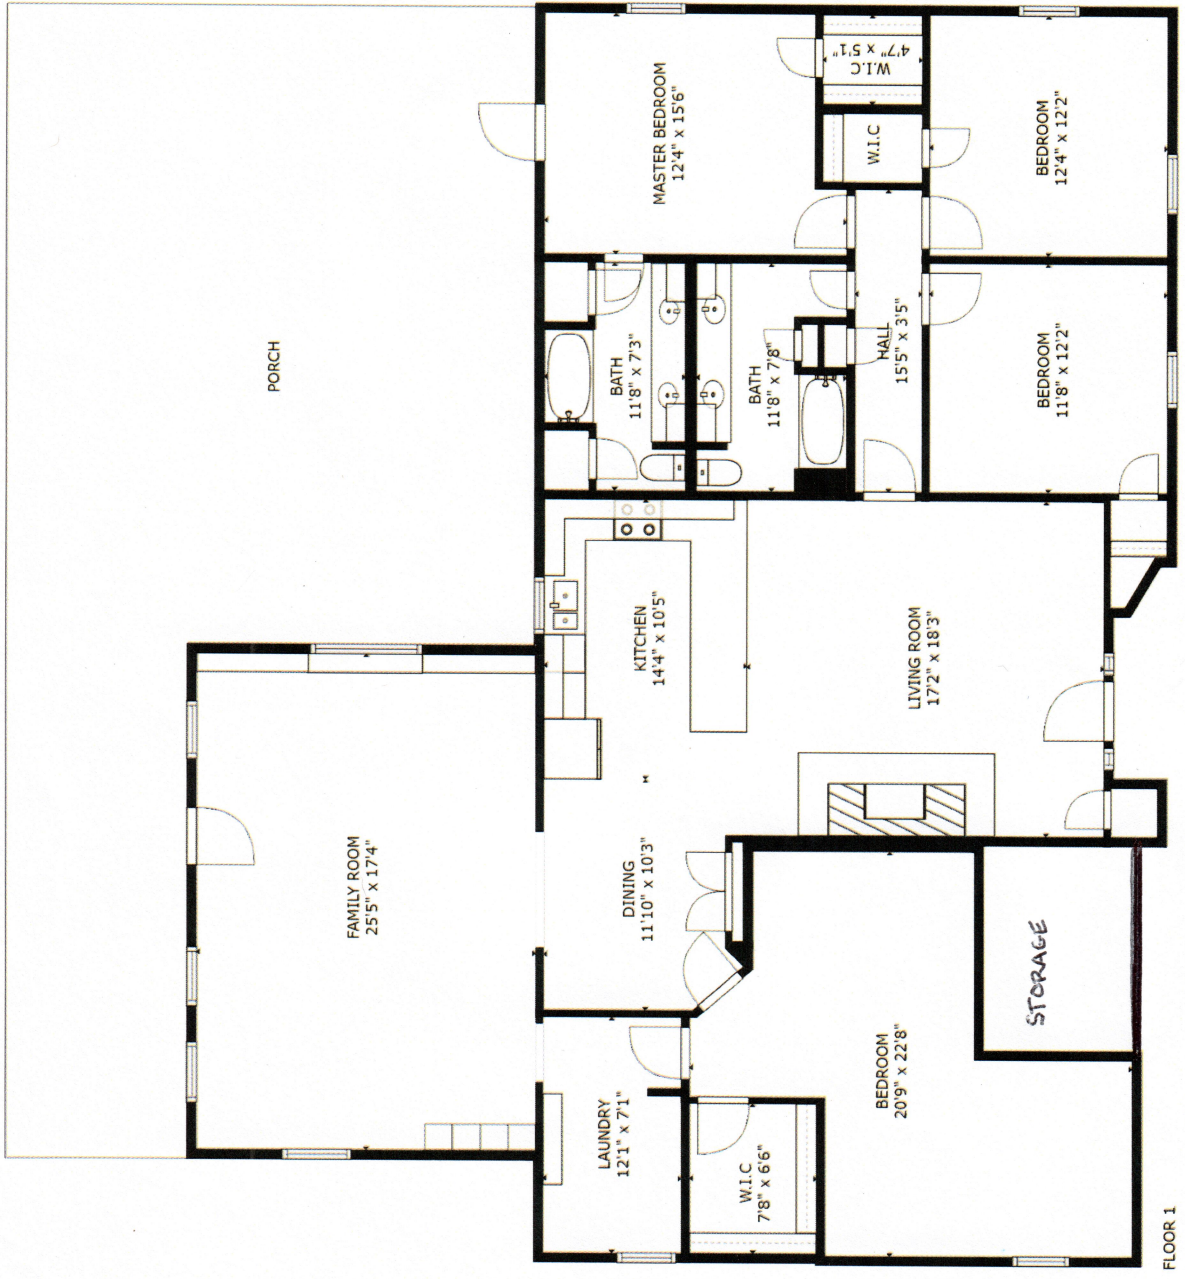 PORCH
FAMILY ROOM
25'5" x 17'4"
MASTER BEDROOM
12'4" x 15'6"
W.I.C
4'7" x 5'1"
W.I.C
BEDROOM
12'4" x 12'2"
BATH
11'8" x 7'3"
BATH
11'8" x 7'8"
HALL
15'5" x 3'5"
BEDROOM
11'8" x 12'2"
KITCHEN
14'4" x 10'5"
LIVING ROOM
17'2" x 18'3"
DINING
11'10" x 10'3"
LAUNDRY
12'1" x 7'1"
W.I.C
7'8" x 6'6"
BEDROOM
20'9" x 22'8"
STORAGE
FLOOR 1